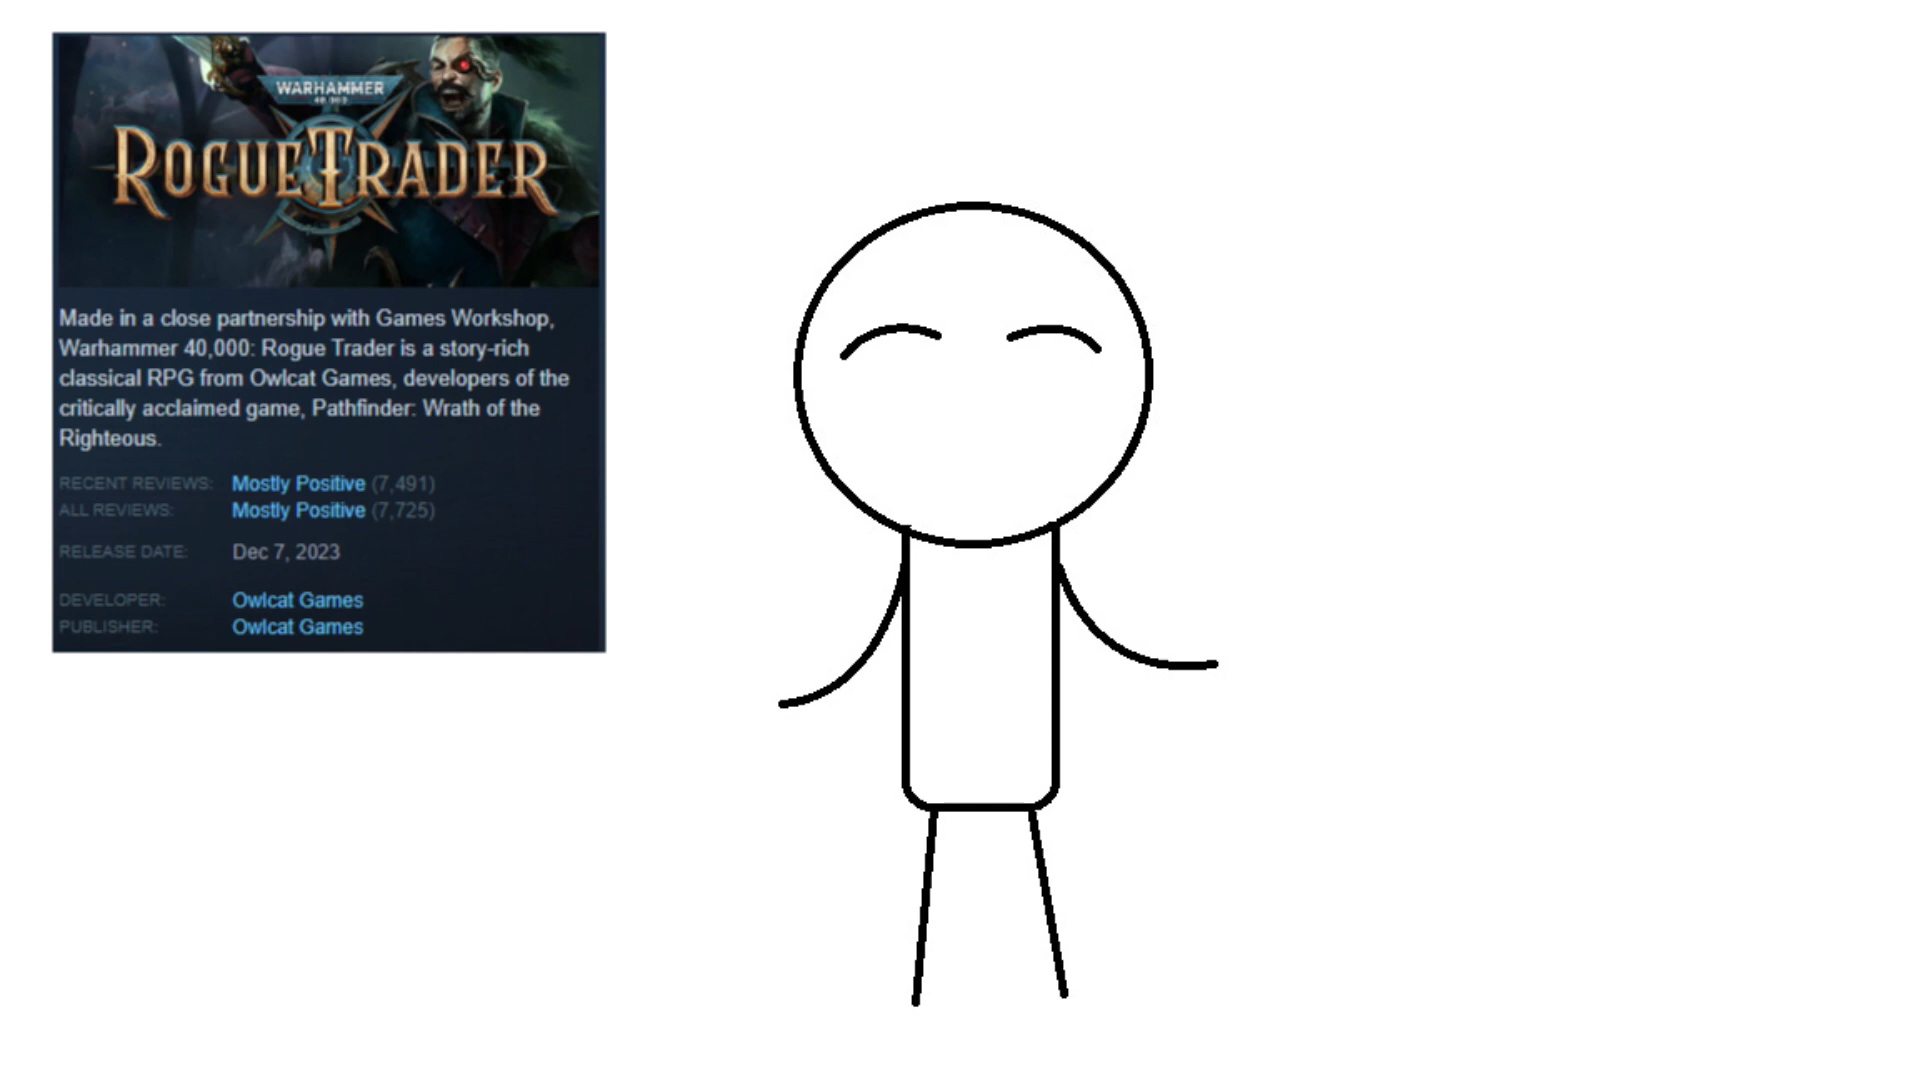 WARHAMMER
40,000
ROGUE TRADER
Made in a close partnership with Games Workshop,
Warhammer 40,000: Rogue Trader is a story-rich
classical RPG from Owlcat Games, developers of the
critically acclaimed game, Pathfinder: Wrath of the
Righteous.
RECENT REVIEWS: Mostly Positive (7,491)
ALL REVIEWS: Mostly Positive (7,725)
RELEASE DATE: Dec 7, 2023
DEVELOPER: Owlcat Games
PUBLISHER: Owlcat Games